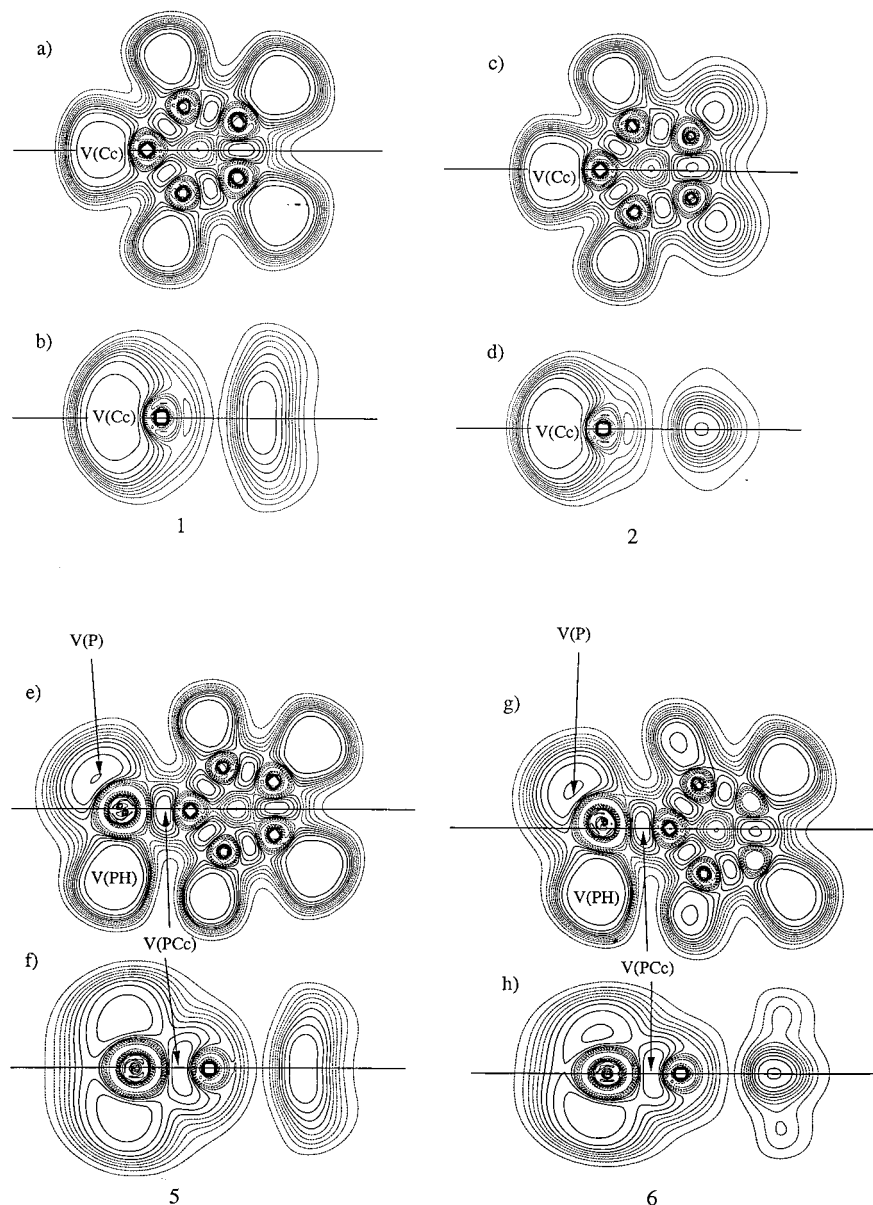 a)
c)
V(Cc)
V(Cc)
b)
d)
V(Cc)
V(Cc)
1
2
V(P)
V(P)
e)
g)
V(PH)
V(PH)
V(PCc)
V(PCc)
f)
h)
5
6